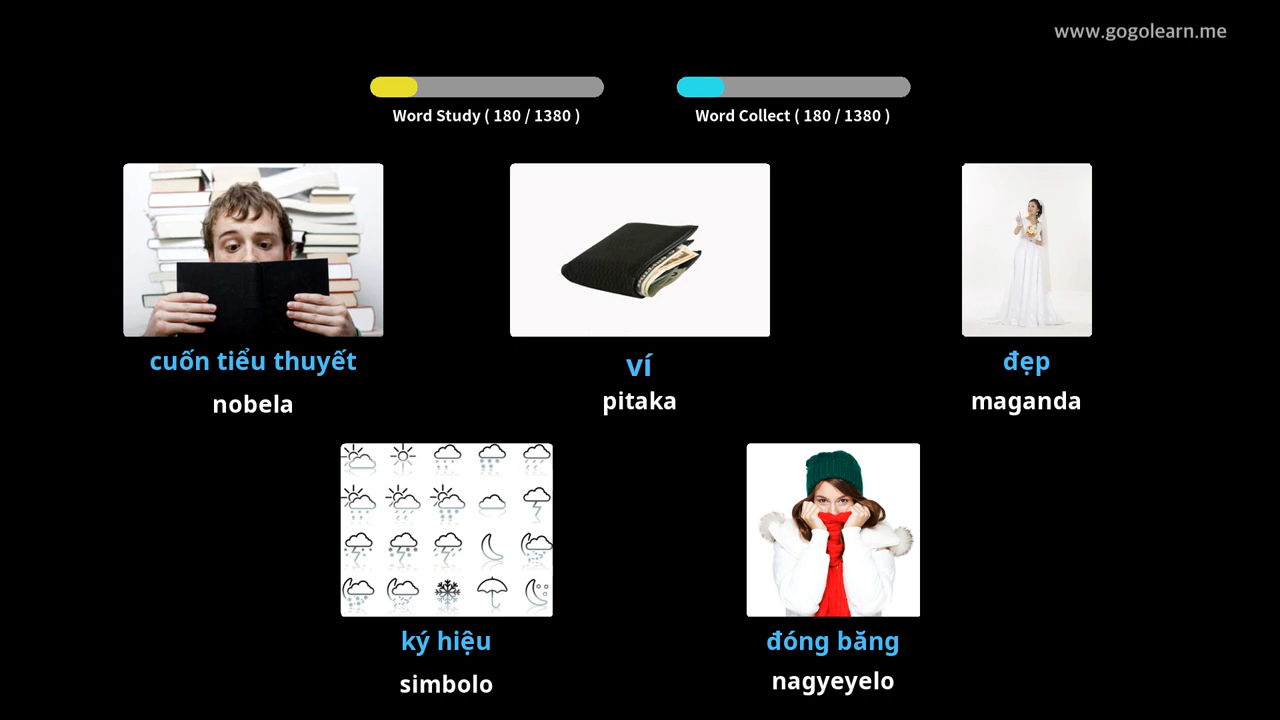 www.gogolearn.me
Word Study ( 180 / 1380 )
Word Collect ( 180 / 1380 )
cuốn tiểu thuyết
nobela
ví
pitaka
đẹp
maganda
ký hiệu
simbolo
đóng băng
nagyeyelo